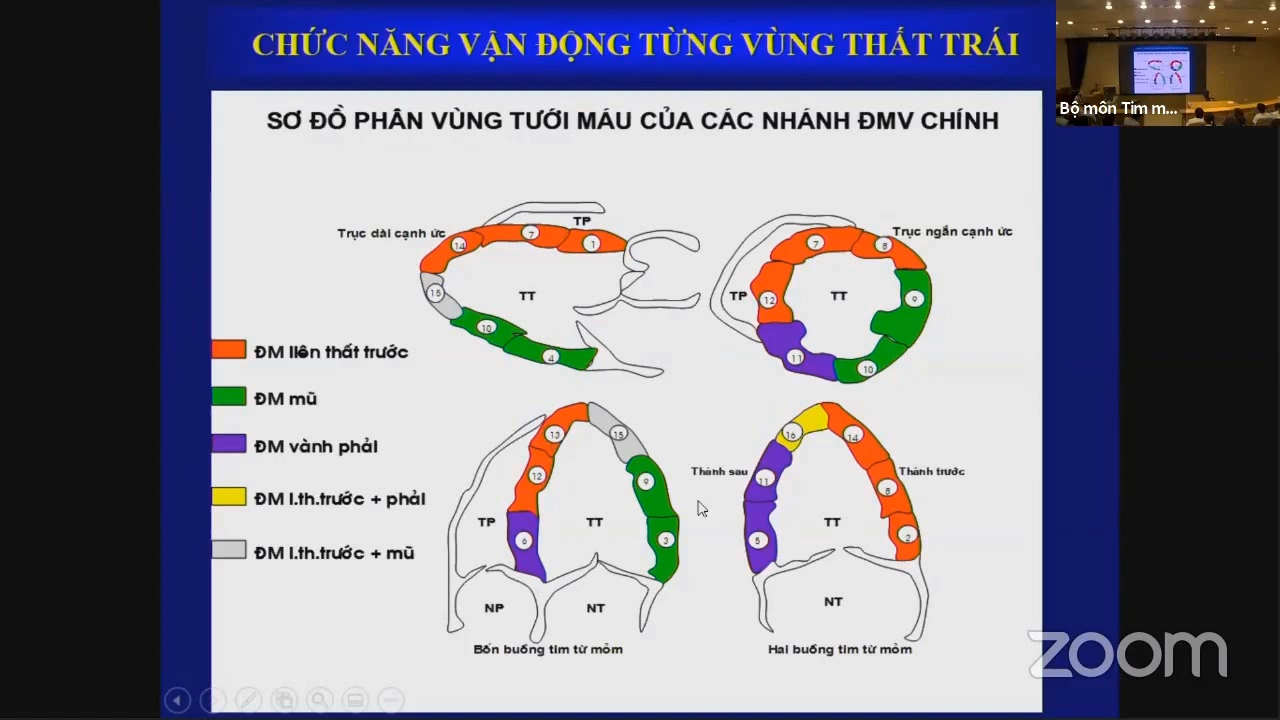 CHỨC NĂNG VẬN ĐỘNG TỪNG VÙNG THẤT TRÁI
Bộ môn Tim m...
SƠ ĐỒ PHÂN VÙNG TƯỚI MÁU CỦA CÁC NHÁNH ĐMV CHÍNH
Trục dài cạnh ức
TP
14
7
1
15
TT
10
4
Trục ngắn cạnh ức
7
8
TP
12
TT
9
11
10
ĐM liên thất trước
ĐM mũ
ĐM vành phải
ĐM l.th.trước + phải
ĐM l.th.trước + mũ
13
15
12
9
TP
TT
6
3
NP
NT
Bốn buồng tim từ mỏm
16
14
Thành sau
Thành trước
11
8
TT
5
2
NT
Hai buồng tim từ mỏm
zoom